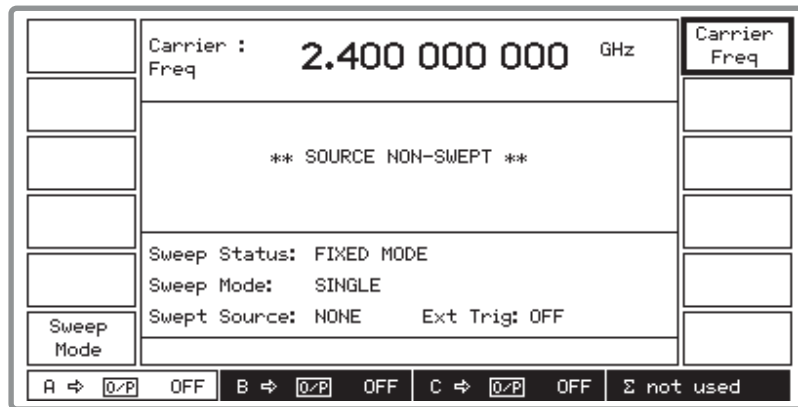 Carrier :
Freq
2.400 000 000 GHz
Carrier
Freq
** SOURCE NON-SWEPT **
Sweep Status: FIXED MODE
Sweep Mode: SINGLE
Swept Source: NONE Ext Trig: OFF
Sweep
Mode
A ⇨ O/P OFF B ⇨ O/P OFF C ⇨ O/P OFF Σ not used